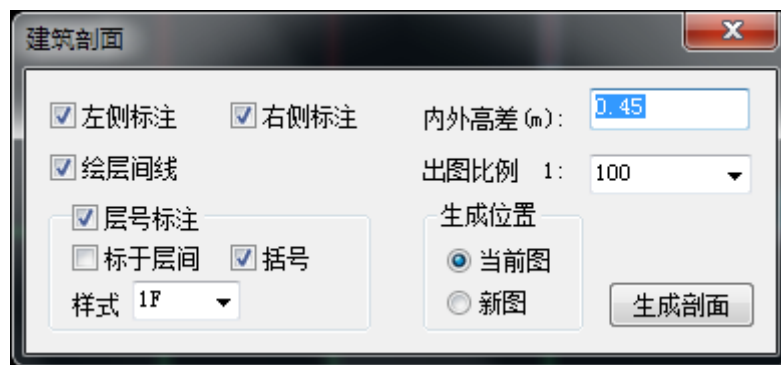 建筑剖面
左侧标注 右侧标注 内外高差(m): 0.45
绘层间线 出图比例 1: 100
层号标注 生成位置
标于层间 括号 当前图
样式 1F 新图 生成剖面